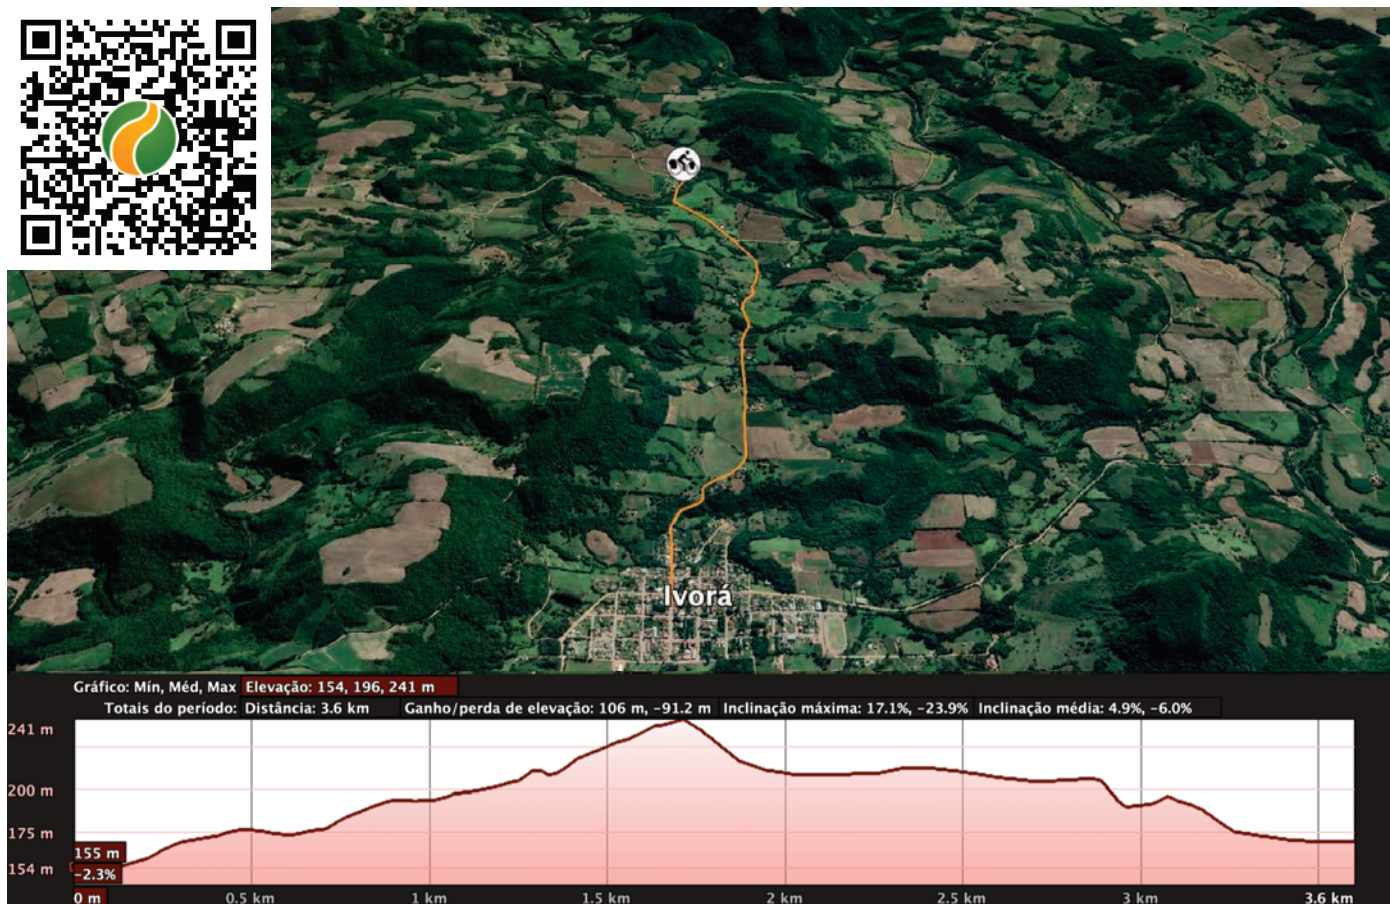 Ivorá
Gráfico: Mín, Méd, Max Elevação: 154, 196, 241 m
Totais do período: Distância: 3.6 km Ganho/perda de elevação: 106 m, -91.2 m Inclinação máxima: 17.1%, -23.9% Inclinação média: 4.9%, -6.0%
241 m
200 m
175 m
155 m
154 m
-2.3%
0 m 0.5 km 1 km 1.5 km 2 km 2.5 km 3 km 3.6 km